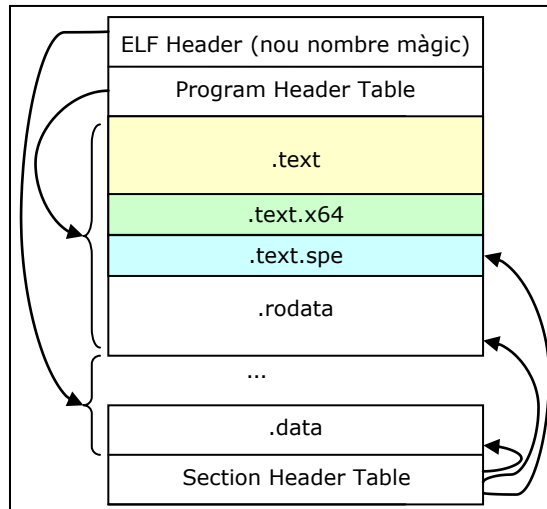 ELF Header (nou nombre màgic)
Program Header Table
.text
.text.x64
.text.spe
.rodata
...
.data
Section Header Table